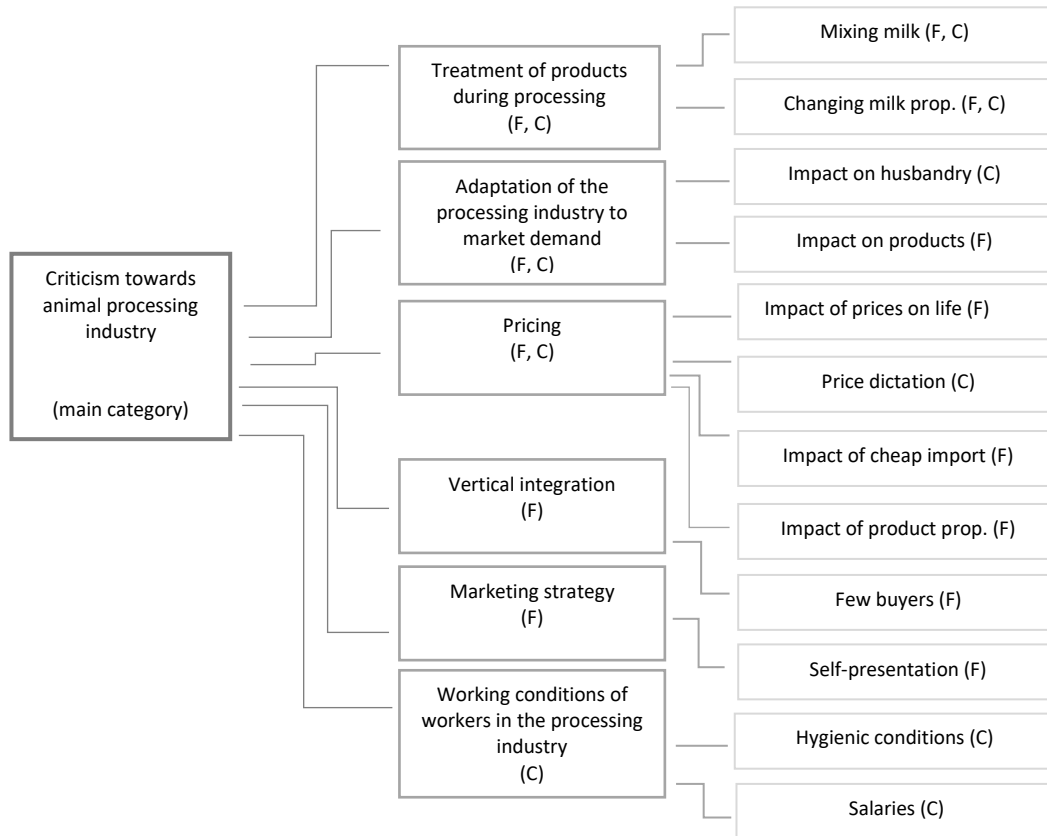 Criticism towards
animal processing
industry
(main category)
Treatment of products
during processing
(F, C)
Adaptation of the
processing industry to
market demand
(F, C)
Pricing
(F, C)
Vertical integration
(F)
Marketing strategy
(F)
Working conditions of
workers in the processing
industry
(C)
Mixing milk (F, C)
Changing milk prop. (F, C)
Impact on husbandry (C)
Impact on products (F)
Impact of prices on life (F)
Price dictation (C)
Impact of cheap import (F)
Impact of product prop. (F)
Few buyers (F)
Self-presentation (F)
Hygienic conditions (C)
Salaries (C)